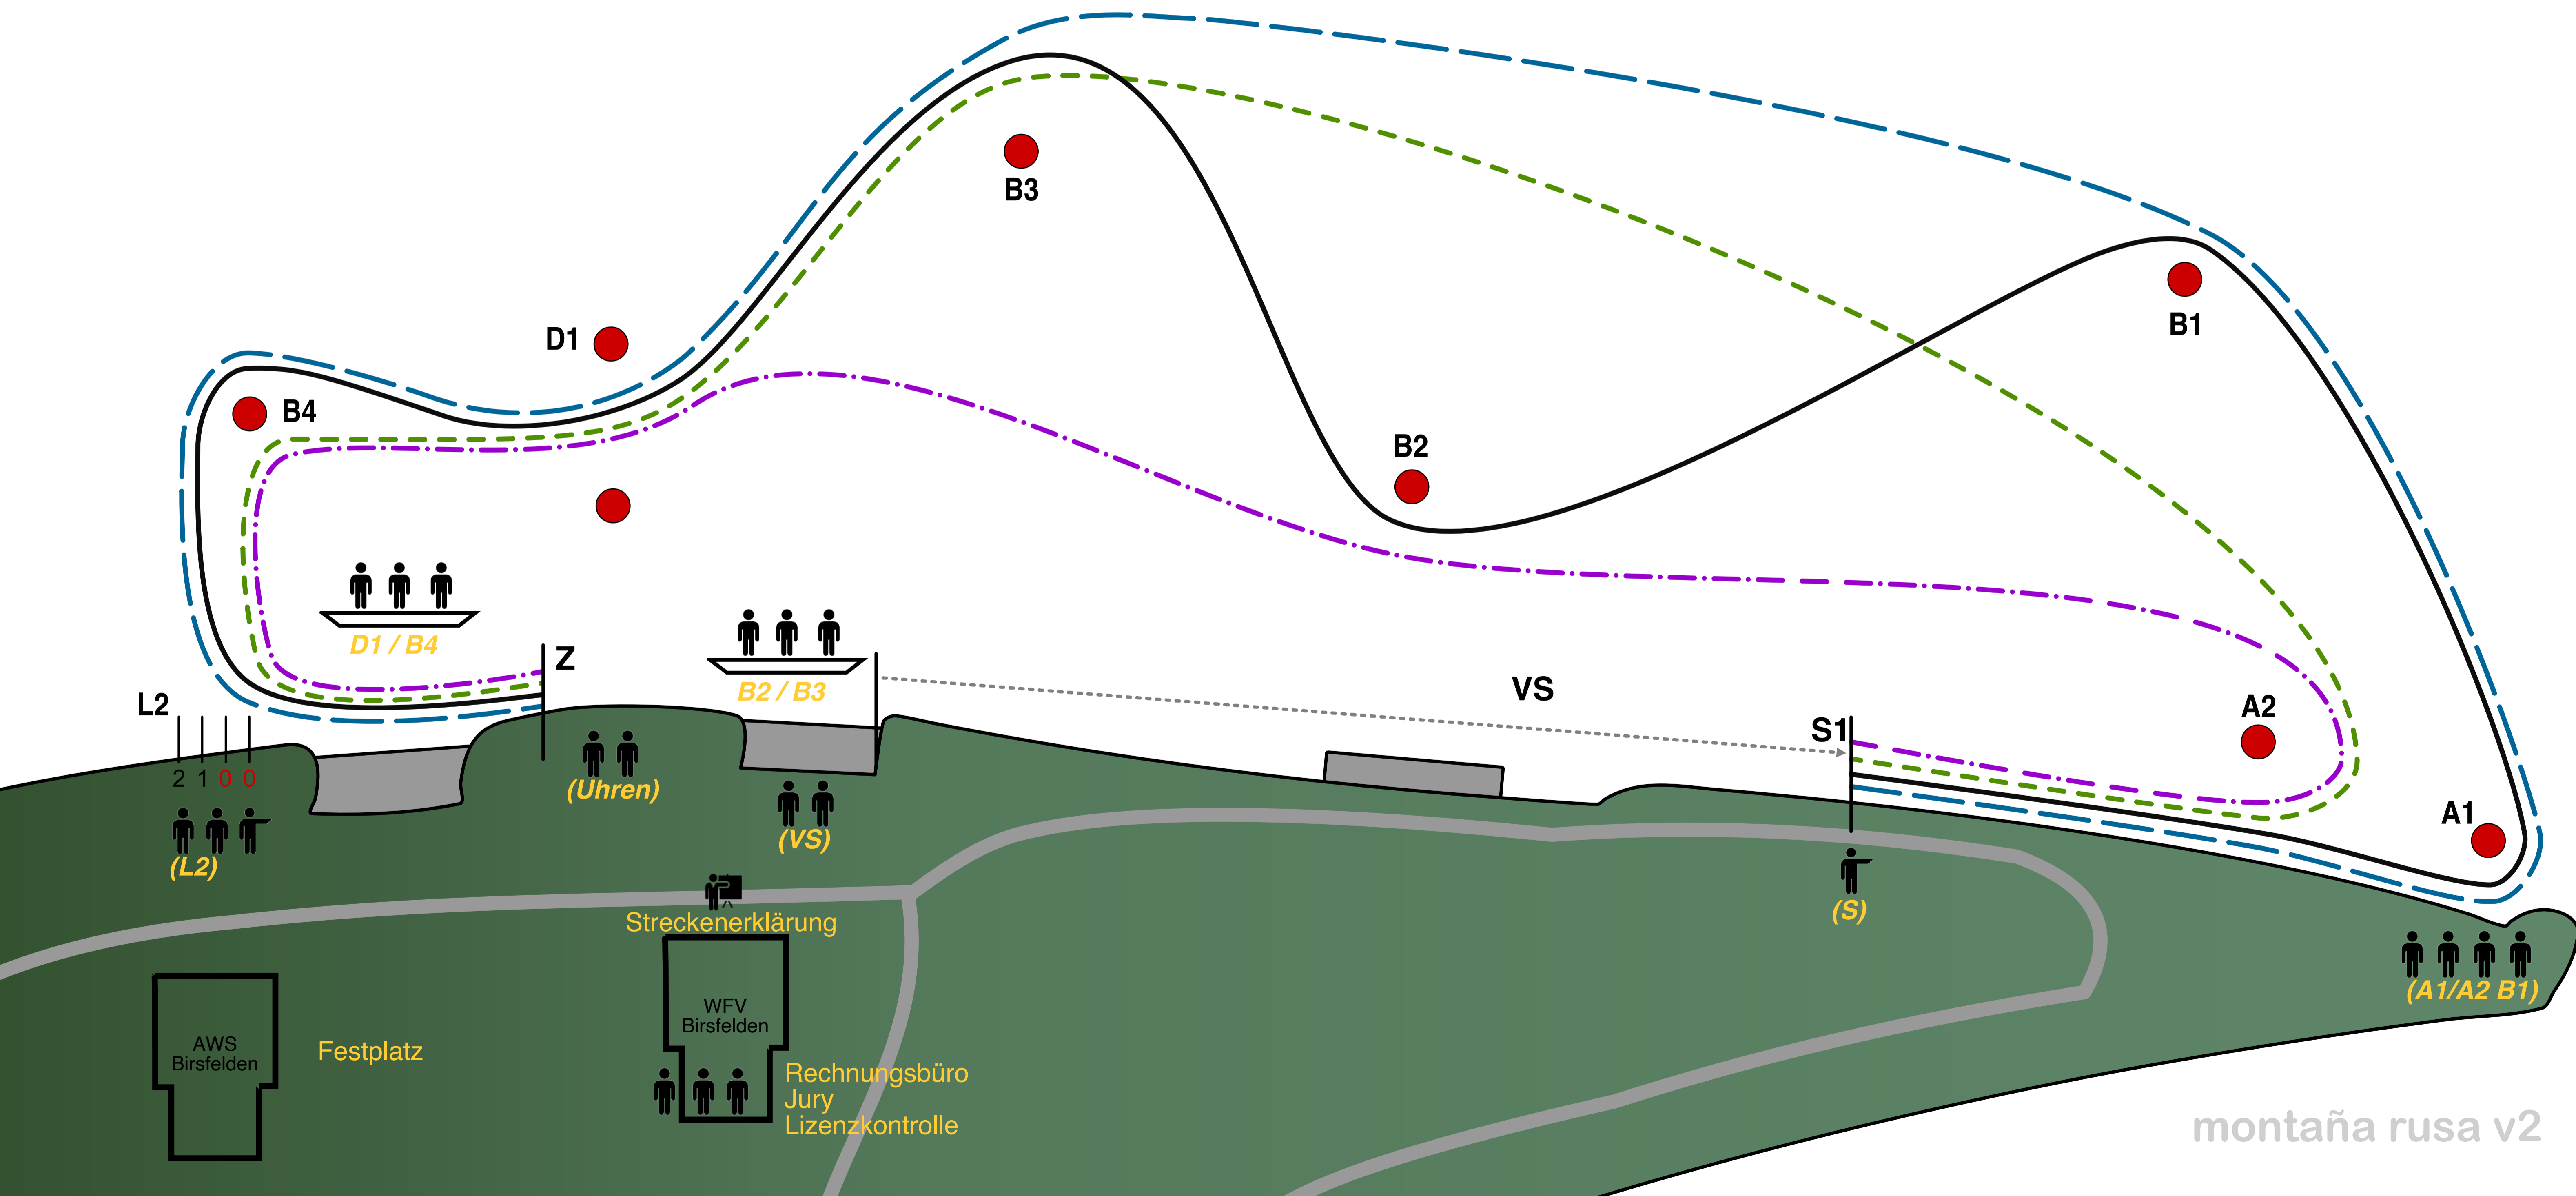 B3
B1
D1
B4
B2
D1 / B4
Z
B2 / B3
VS
L2
S1
A2
2 1 0 0
(Uhren)
A1
(L2)
(VS)
(S)
Streckenerklärung
(A1/A2 B1)
WFV
Birsfelden
AWS
Birsfelden
Festplatz
Rechnungsbüro
Jury
Lizenzkontrolle
montaña rusa v2